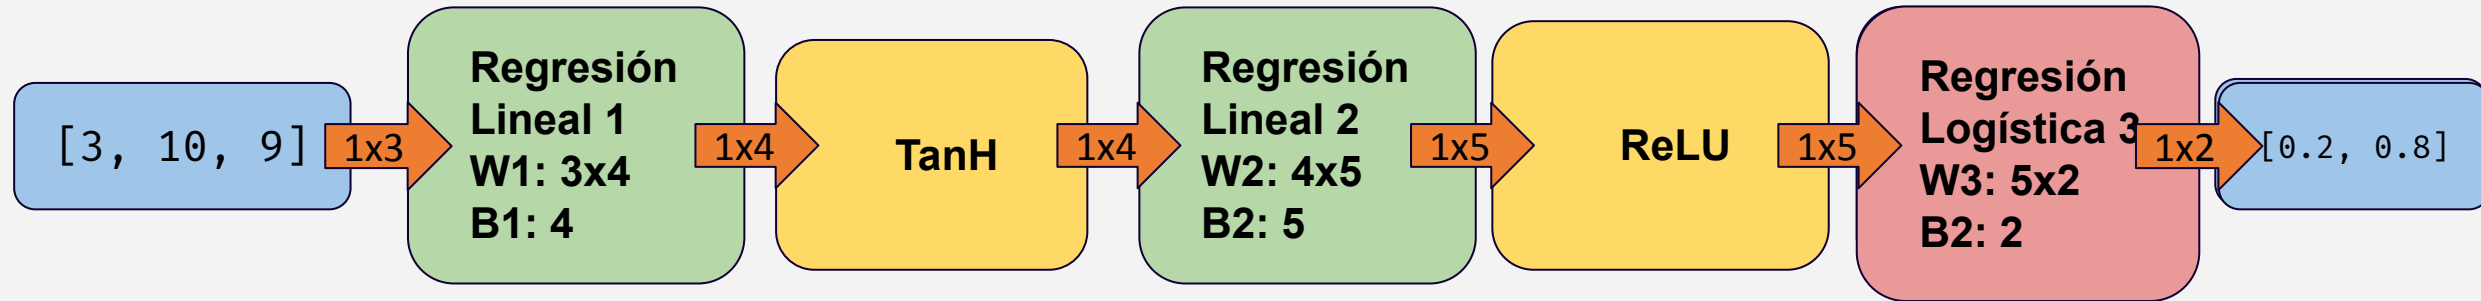 [3, 10, 9]
1x3
Regresión
Lineal 1
W1: 3x4
B1: 4
1x4
TanH
1x4
Regresión
Lineal 2
W2: 4x5
B2: 5
1x5
ReLU
1x5
Regresión
Logística 3
W3: 5x2
B2: 2
1x2
[0.2, 0.8]